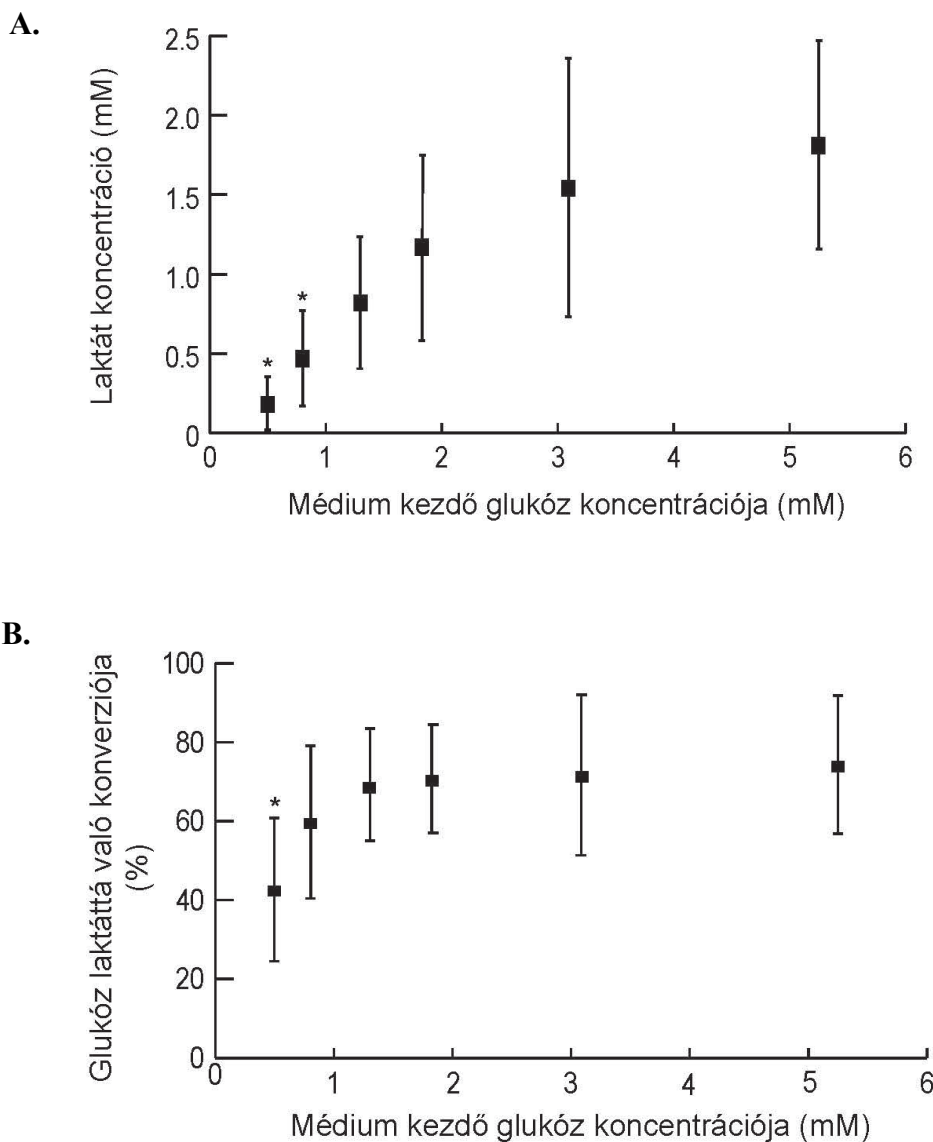 A.
Laktát koncentráció (mM)
2.5
2.0
1.5
1.0
0.5
0
*
*
0 1 2 3 4 5 6
Médium kezdő glukóz koncentrációja (mM)
B.
Glukóz laktáttá való konverziója
(%)
100
80
60
40
20
0
*
0 1 2 3 4 5 6
Médium kezdő glukóz koncentrációja (mM)